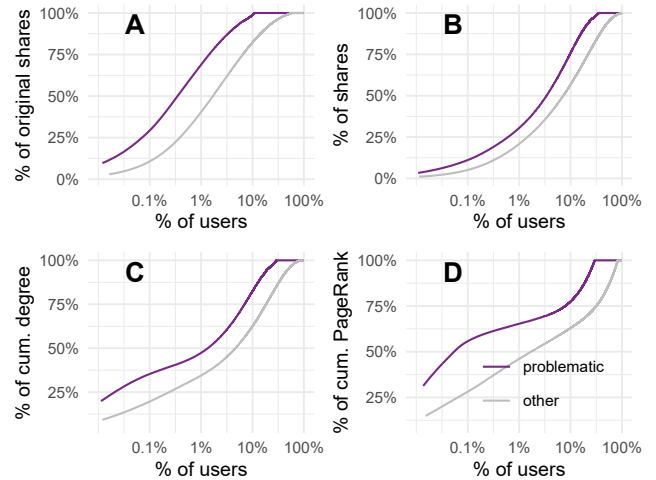 A
100%
75%
50%
25%
0%
% of original shares
0.1% 1% 10% 100%
% of users
B
100%
75%
50%
25%
0%
% of shares
0.1% 1% 10% 100%
% of users
C
100%
75%
50%
25%
% of cum. degree
0.1% 1% 10% 100%
% of users
D
100%
75%
50%
25%
% of cum. PageRank
problematic
other
0.1% 1% 10% 100%
% of users